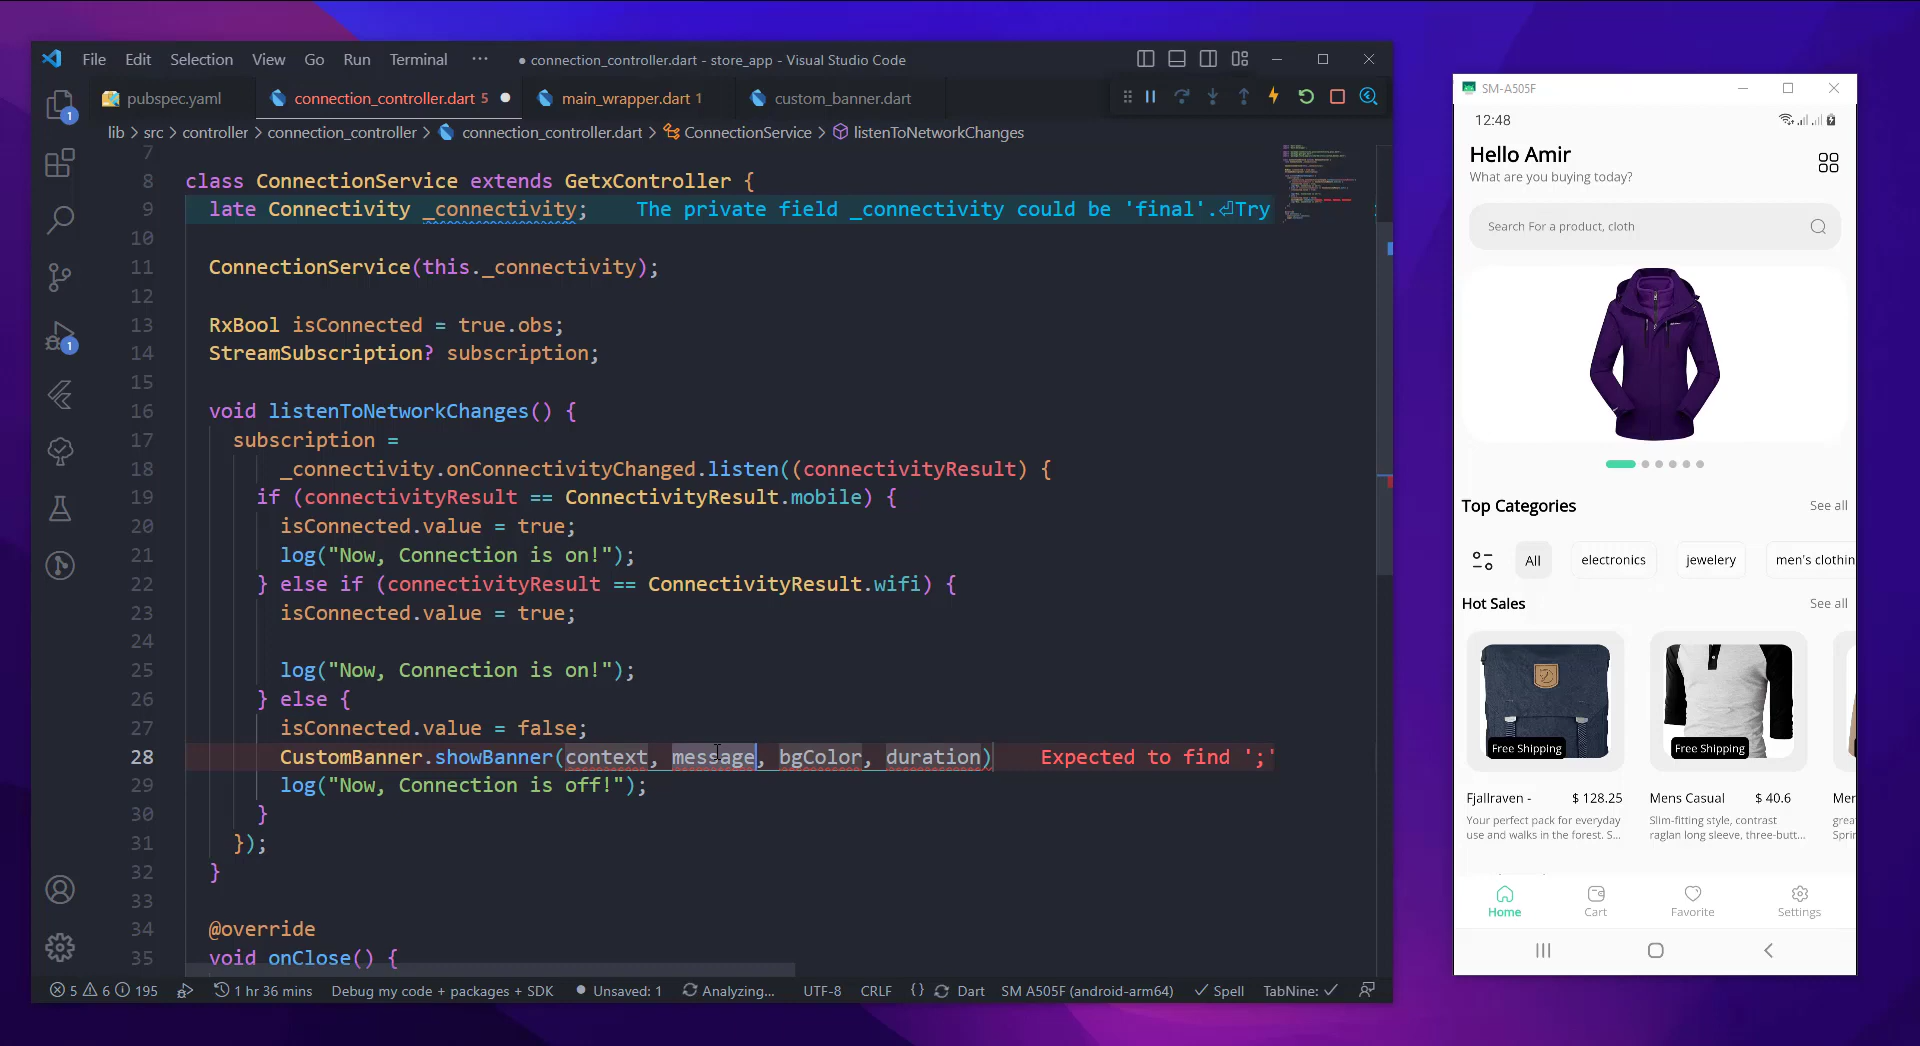 File Edit Selection View Go Run Terminal ··· ● connection_controller.dart - store_app - Visual Studio Code
pubspec.yaml connection_controller.dart 5 ● main_wrapper.dart 1 custom_banner.dart
lib > src > controller > connection_controller > connection_controller.dart > ConnectionService > listenToNetworkChanges
7
8 class ConnectionService extends GetxController {
9 late Connectivity _connectivity; The private field _connectivity could be 'final'.⏎Try
10
11 ConnectionService(this._connectivity);
12
13 RxBool isConnected = true.obs;
14 StreamSubscription? subscription;
15
16 void listenToNetworkChanges() {
17 subscription =
18 _connectivity.onConnectivityChanged.listen((connectivityResult) {
19 if (connectivityResult == ConnectivityResult.mobile) {
20 isConnected.value = true;
21 log("Now, Connection is on!");
22 } else if (connectivityResult == ConnectivityResult.wifi) {
23 isConnected.value = true;
24
25 log("Now, Connection is on!");
26 } else {
27 isConnected.value = false;
28 CustomBanner.showBanner(context, message, bgColor, duration) Expected to find ';'
29 log("Now, Connection is off!");
30 }
31 });
32 }
33
34 @override
35 void onClose() {
1
1
5 6 195 1 hr 36 mins Debug my code + packages + SDK ● Unsaved: 1 Analyzing... UTF-8 CRLF {} Dart SM A505F (android-arm64) Spell TabNine:
SM-A505F
12:48
Hello Amir
What are you buying today?
Search For a product, cloth
Top Categories See all
All electronics jewelery men's clothin
Hot Sales See all
Free Shipping Free Shipping
Fjallraven - $ 128.25 Mens Casual $ 40.6 Mer
Your perfect pack for everyday Slim-fitting style, contrast grea
use and walks in the forest. S... raglan long sleeve, three-butt... Sprin
Home Cart Favorite Settings